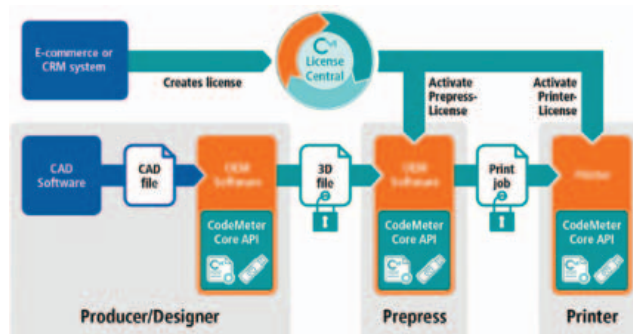 E-commerce or
CRM system
Creates license
License
Central
Activate
Prepress-
License
Activate
Printer-
License
CAD
Software
CAD
file
Software
3D
file
Software
Print
job
Printer
CodeMeter
Core API
CodeMeter
Core API
CodeMeter
Core API
Producer/Designer
Prepress
Printer